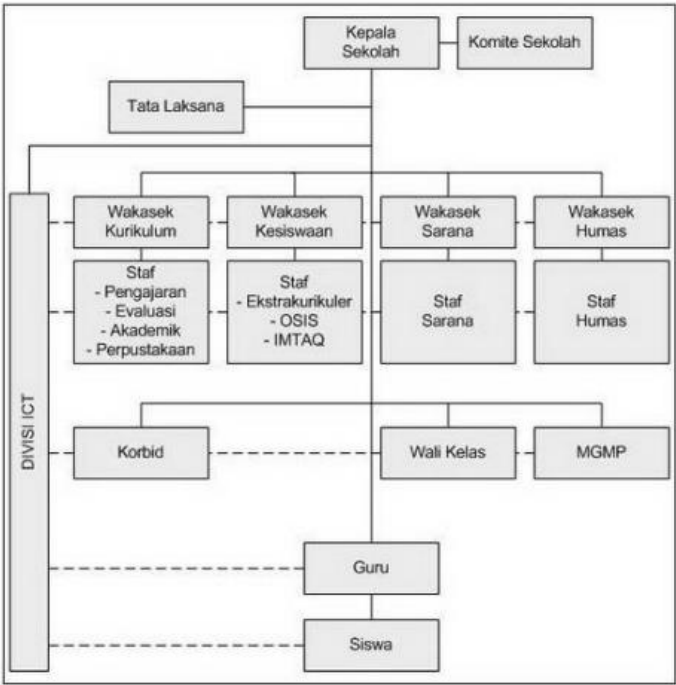 Kepala
Sekolah
Komite Sekolah
Tata Laksana
DIVISI ICT
Wakasek
Kurikulum
Wakasek
Kesiswaan
Wakasek
Sarana
Wakasek
Humas
Staf
- Pengajaran
- Evaluasi
- Akademik
- Perpustakaan
Staf
- Ekstrakurikuler
- OSIS
- IMTAQ
Staf
Sarana
Staf
Humas
Korbid
Wali Kelas
MGMP
Guru
Siswa